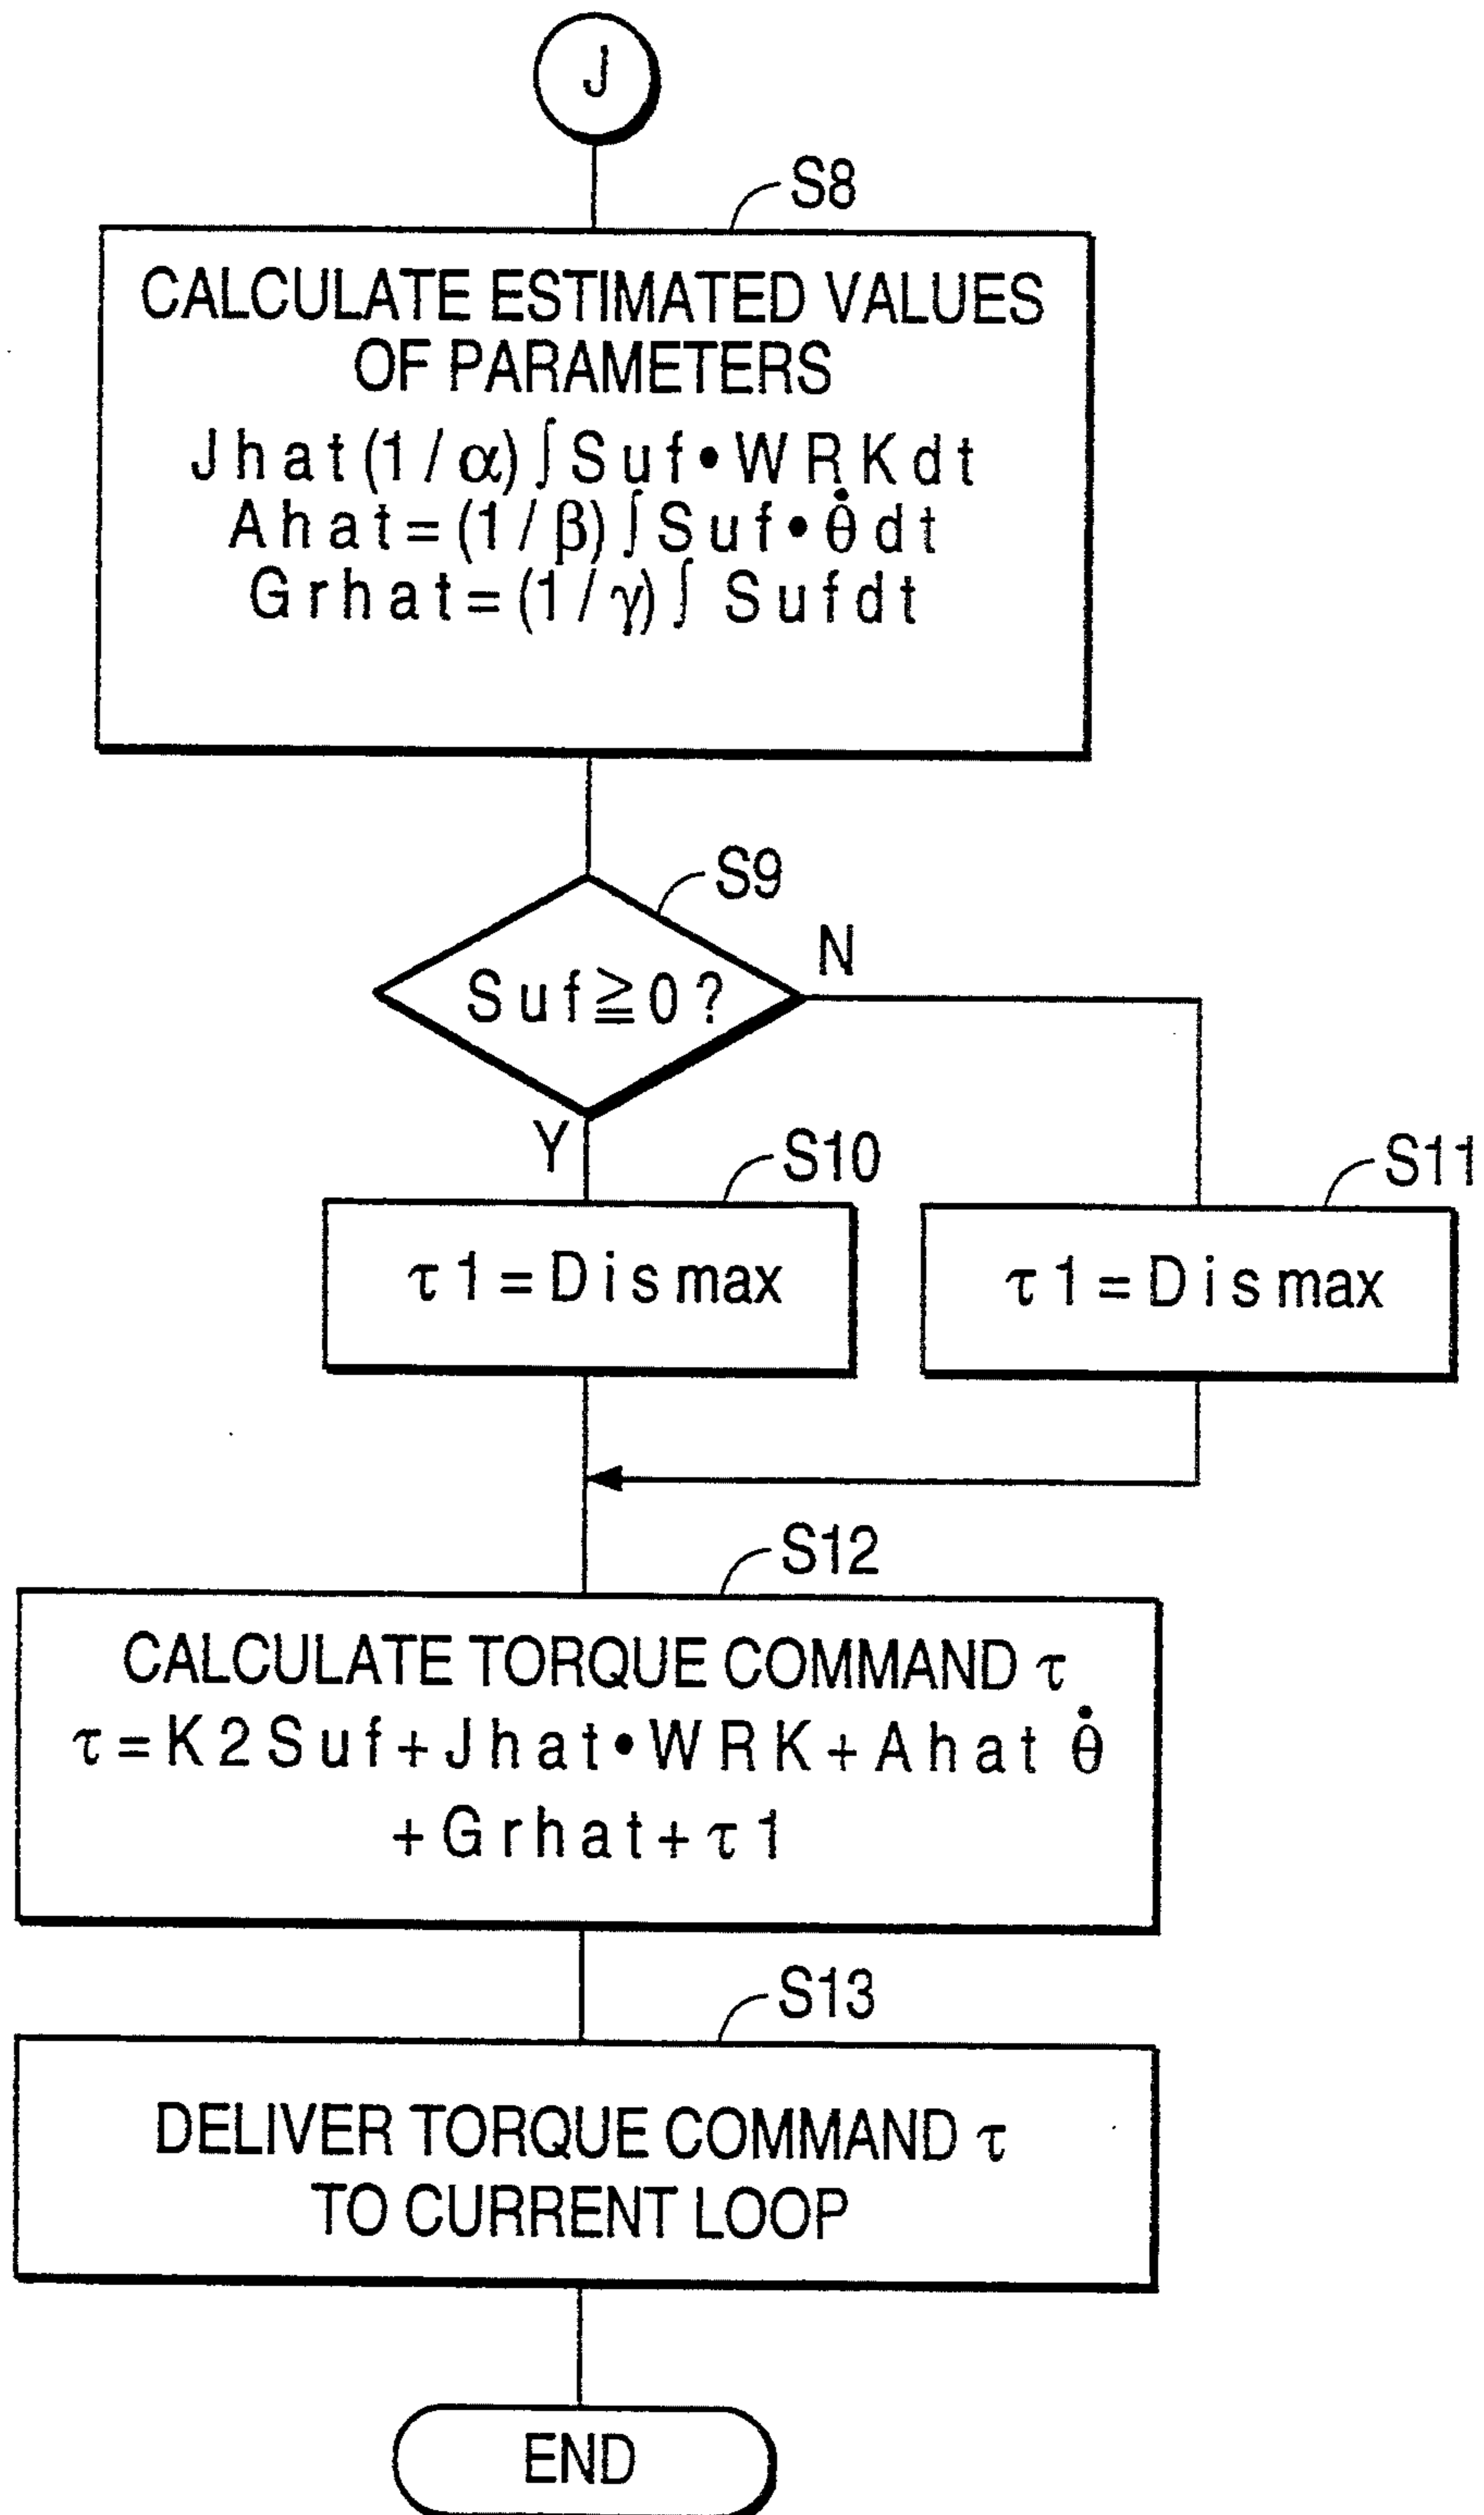 J
S8
CALCULATE ESTIMATED VALUES
OF PARAMETERS
Jhat(1/α)∫Suf•WRKdt
Ahat=(1/β)∫Suf•θ̇dt
Grhat=(1/γ)∫Sufdt
S9
Suf≧0?
N
Y
S10
τ1=Dismax
S11
τ1=Dismax
S12
CALCULATE TORQUE COMMAND τ
τ=K2Suf+Jhat•WRK+Ahat θ̇
+Grhat+τ1
S13
DELIVER TORQUE COMMAND τ
TO CURRENT LOOP
END